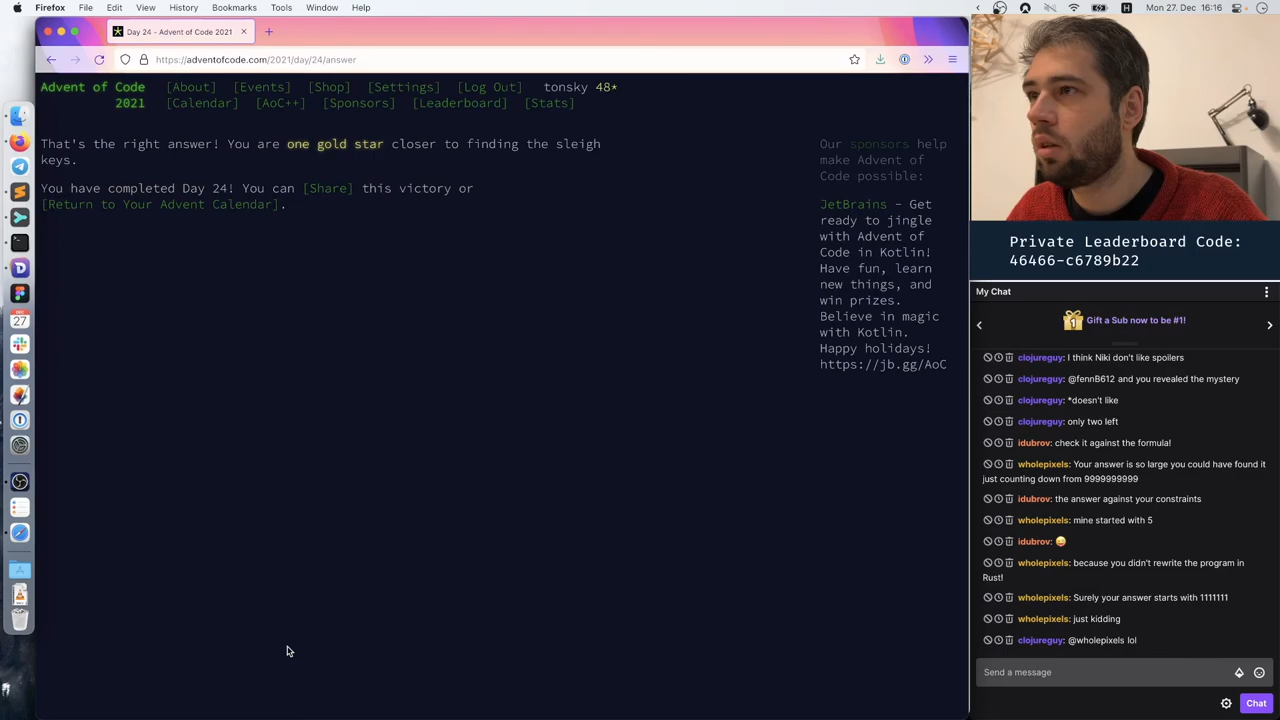 Firefox File Edit View History Bookmarks Tools Window Help
Mon 27. Dec 16:16
Day 24 - Advent of Code 2021
https://adventofcode.com/2021/day/24/answer
Advent of Code [About] [Events] [Shop] [Settings] [Log Out] tonsky 48*
2021 [Calendar] [AoC++] [Sponsors] [Leaderboard] [Stats]
That's the right answer! You are one gold star closer to finding the sleigh
keys.
You have completed Day 24! You can [Share] this victory or
[Return to Your Advent Calendar].
Our sponsors help
make Advent of
Code possible:
JetBrains - Get
ready to jingle
with Advent of
Code in Kotlin!
Have fun, learn
new things, and
win prizes.
Believe in magic
with Kotlin.
Happy holidays!
https://jb.gg/AoC
DEC
27
Private Leaderboard Code:
46466-c6789b22
My Chat
1
Gift a Sub now to be #1!
clojureguy: I think Niki don't like spoilers
clojureguy: @fennB612 and you revealed the mystery
clojureguy: *doesn't like
clojureguy: only two left
idubrov: check it against the formula!
wholepixels: Your answer is so large you could have found it
just counting down from 9999999999
idubrov: the answer against your constraints
wholepixels: mine started with 5
idubrov: 😜
wholepixels: because you didn't rewrite the program in
Rust!
wholepixels: Surely your answer starts with 1111111
wholepixels: just kidding
clojureguy: @wholepixels lol
Send a message
Chat